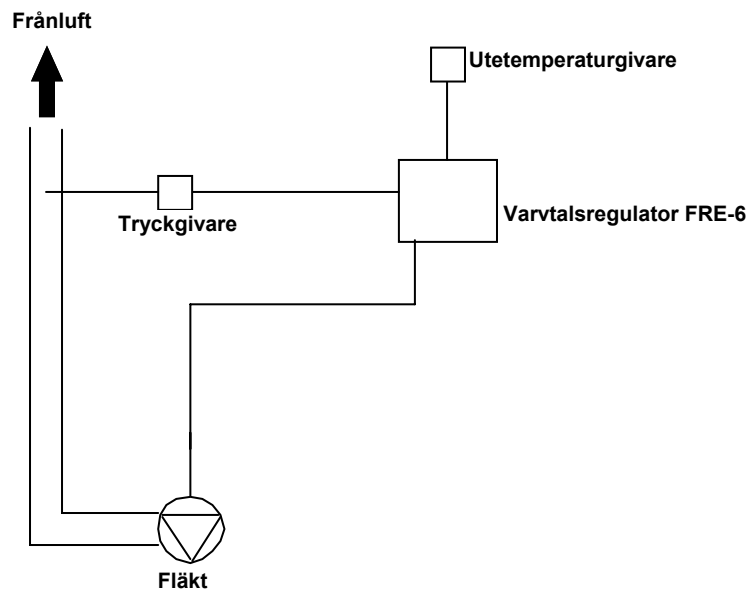 Frånluft
Utetemperaturgivare
Tryckgivare
Varvtalsregulator FRE-6
Fläkt